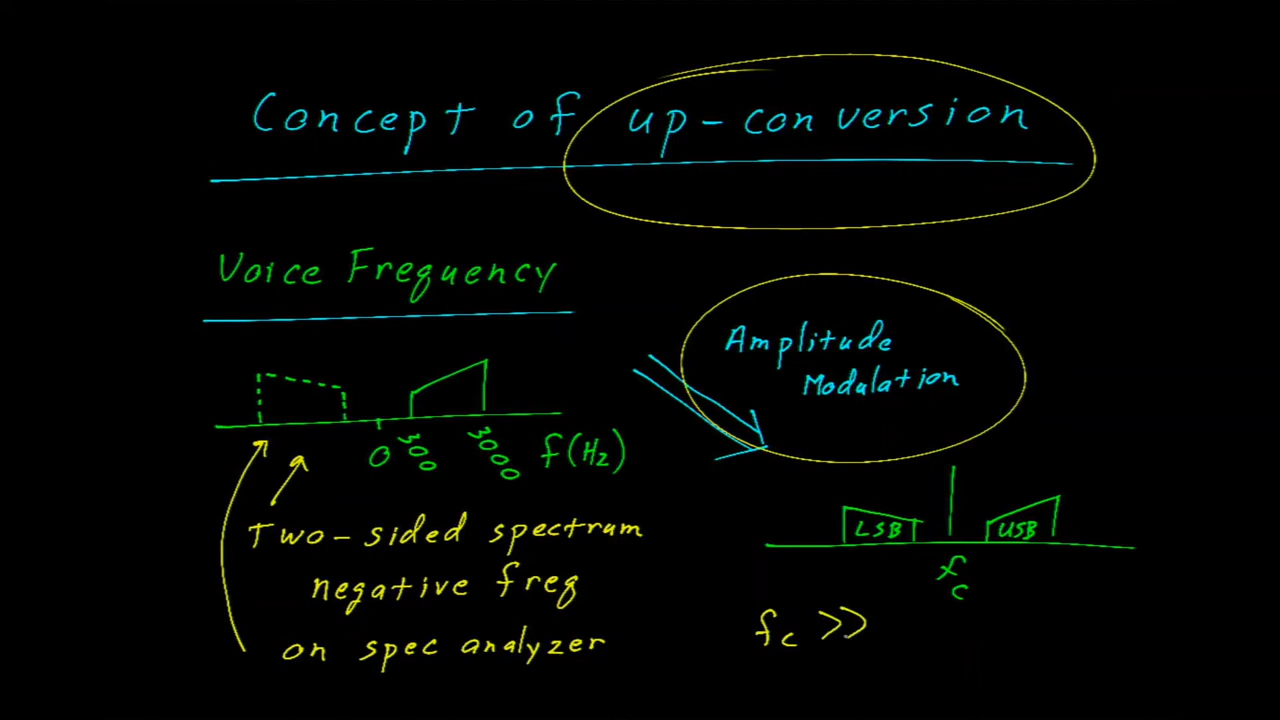 Concept of up-conversion
Voice Frequency
Amplitude
Modulation
0 300 3000 f(Hz)
LSB USB
fc
Two-sided spectrum
negative freq
on spec analyzer
fc >>